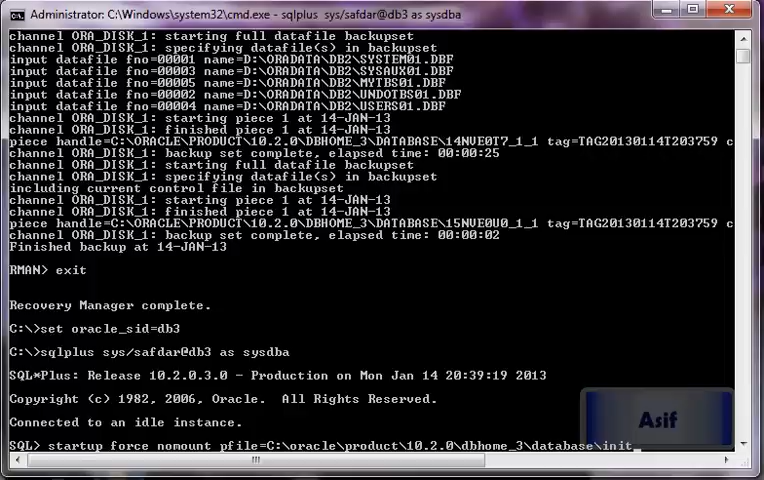 Administrator: C:\Windows\system32\cmd.exe - sqlplus sys/safdar@db3 as sysdba
channel ORA_DISK_1: starting full datafile backupset
channel ORA_DISK_1: specifying datafile(s) in backupset
input datafile fno=00001 name=D:\ORADATA\DB2\SYSTEM01.DBF
input datafile fno=00003 name=D:\ORADATA\DB2\SYSAUX01.DBF
input datafile fno=00005 name=D:\ORADATA\DB2\MYTBS01.DBF
input datafile fno=00002 name=D:\ORADATA\DB2\UNDOTBS01.DBF
input datafile fno=00004 name=D:\ORADATA\DB2\USERS01.DBF
channel ORA_DISK_1: starting piece 1 at 14-JAN-13
channel ORA_DISK_1: finished piece 1 at 14-JAN-13
piece handle=C:\ORACLE\PRODUCT\10.2.0\DBHOME_3\DATABASE\14NVE0T7_1_1 tag=TAG20130114T203759 c
channel ORA_DISK_1: backup set complete, elapsed time: 00:00:25
channel ORA_DISK_1: starting full datafile backupset
channel ORA_DISK_1: specifying datafile(s) in backupset
including current control file in backupset
channel ORA_DISK_1: starting piece 1 at 14-JAN-13
channel ORA_DISK_1: finished piece 1 at 14-JAN-13
piece handle=C:\ORACLE\PRODUCT\10.2.0\DBHOME_3\DATABASE\15NVE0U0_1_1 tag=TAG20130114T203759 c
channel ORA_DISK_1: backup set complete, elapsed time: 00:00:02
Finished backup at 14-JAN-13
RMAN> exit
Recovery Manager complete.
C:\>set oracle_sid=db3
C:\>sqlplus sys/safdar@db3 as sysdba
SQL*Plus: Release 10.2.0.3.0 - Production on Mon Jan 14 20:39:19 2013
Copyright (c) 1982, 2006, Oracle.  All Rights Reserved.
Connected to an idle instance.
SQL> startup force nomount pfile=C:\oracle\product\10.2.0\dbhome_3\database\init
Asif